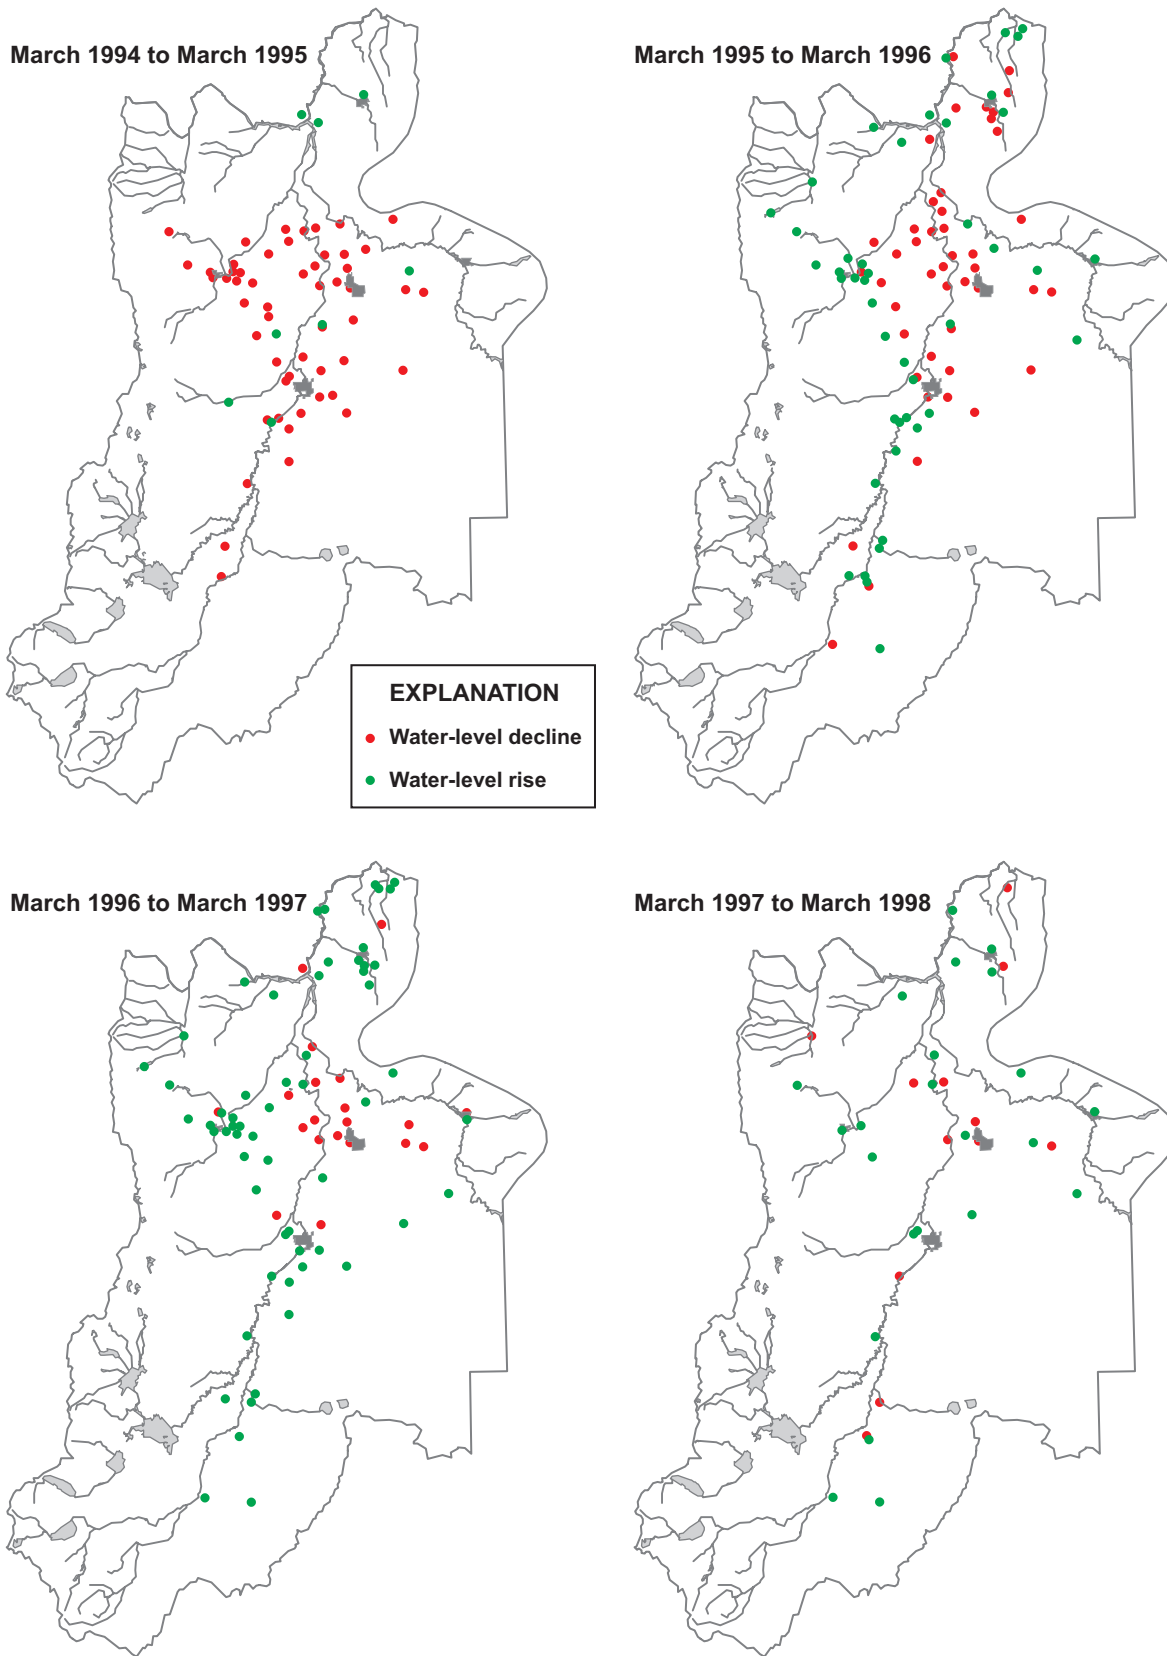 March 1994 to March 1995
March 1995 to March 1996
EXPLANATION
Water-level decline
Water-level rise
March 1996 to March 1997
March 1997 to March 1998